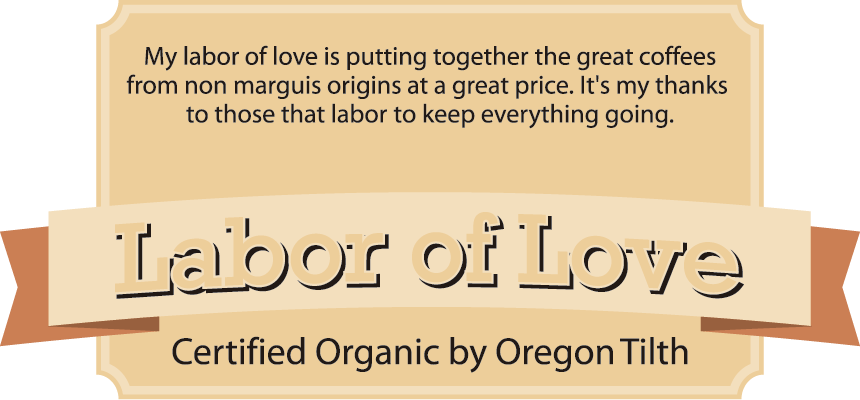 My labor of love is putting together the great coffees
from non marguis origins at a great price. It's my thanks
to those that labor to keep everything going.
Labor of Love
Certified Organic by Oregon Tilth